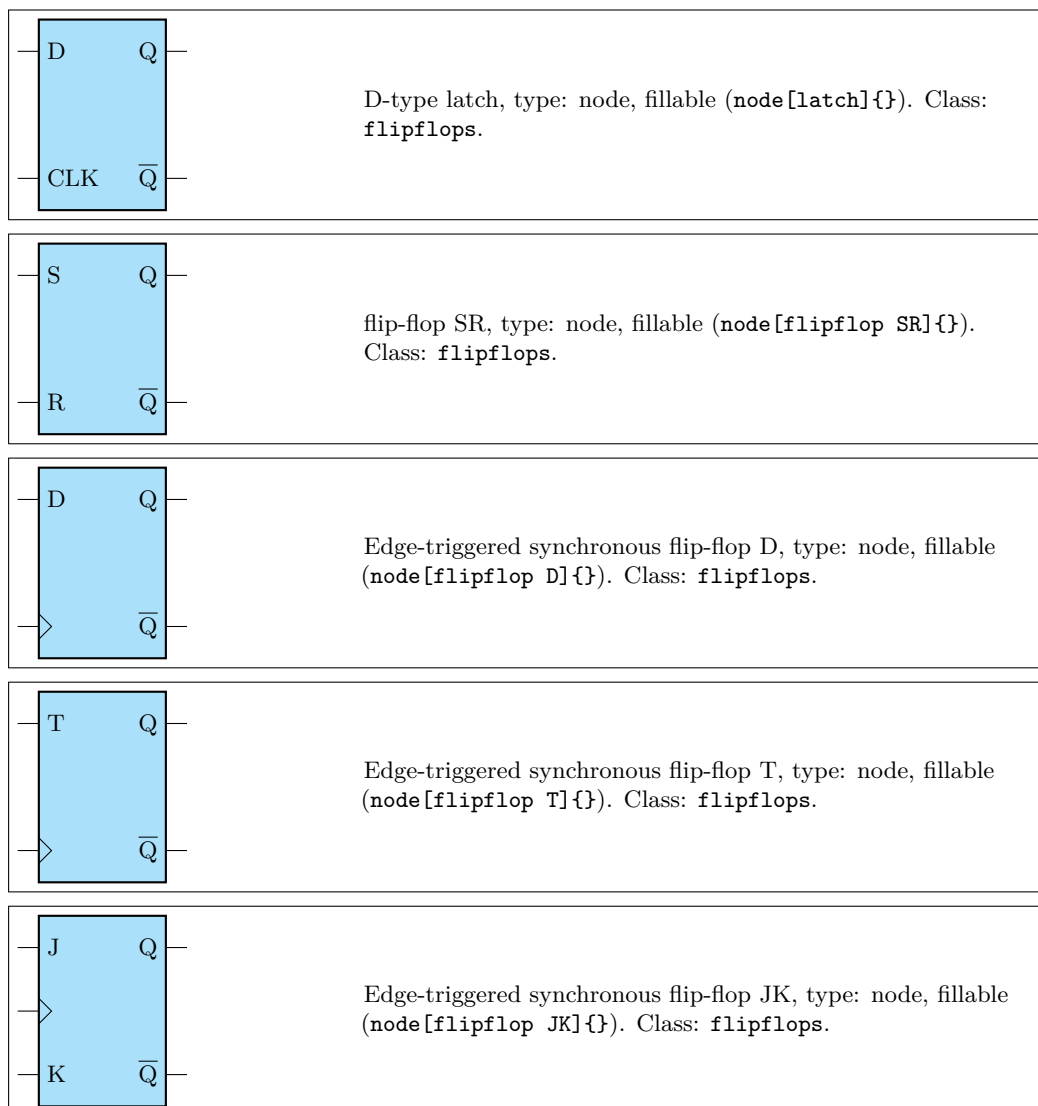 D Q
D-type latch, type: node, fillable (node[latch]{}). Class:
flipflops.
CLK Q̅
S Q
flip-flop SR, type: node, fillable (node[flipflop SR]{}).
Class: flipflops.
R Q̅
D Q
Edge-triggered synchronous flip-flop D, type: node, fillable
(node[flipflop D]{}). Class: flipflops.
Q̅
T Q
Edge-triggered synchronous flip-flop T, type: node, fillable
(node[flipflop T]{}). Class: flipflops.
Q̅
J Q
Edge-triggered synchronous flip-flop JK, type: node, fillable
(node[flipflop JK]{}). Class: flipflops.
K Q̅